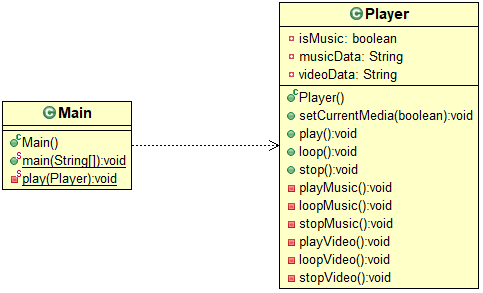 Main
Main()
main(String[]):void
play(Player):void
Player
isMusic: boolean
musicData: String
videoData: String
Player()
setCurrentMedia(boolean):void
play():void
loop():void
stop():void
playMusic():void
loopMusic():void
stopMusic():void
playVideo():void
loopVideo():void
stopVideo():void